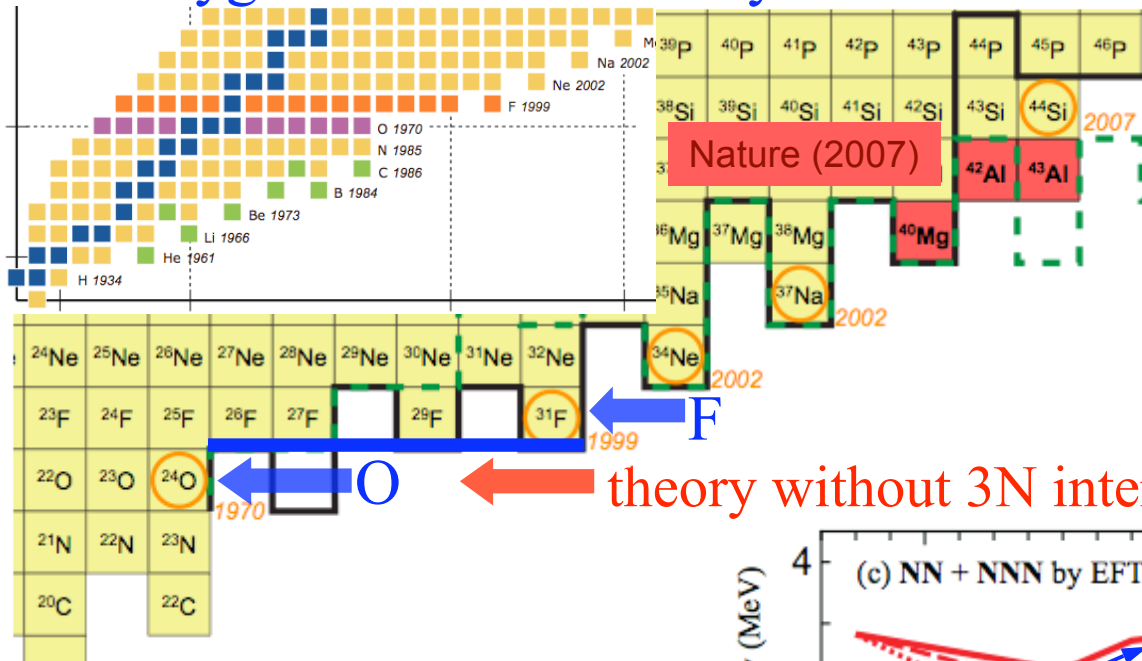 Na 2002
Ne 2002
F 1999
O 1970
N 1985
C 1986
B 1984
Be 1973
Li 1966
He 1961
H 1934
³⁹P ⁴⁰P ⁴¹P ⁴²P ⁴³P ⁴⁴P ⁴⁵P ⁴⁶P
³⁸Si ³⁹Si ⁴⁰Si ⁴¹Si ⁴²Si ⁴³Si ⁴⁴Si
2007
Nature (2007)
⁴²Al ⁴³Al
³⁶Mg ³⁷Mg ³⁸Mg ⁴⁰Mg
³⁵Na ³⁷Na
2002
²⁴Ne ²⁵Ne ²⁶Ne ²⁷Ne ²⁸Ne ²⁹Ne ³⁰Ne ³¹Ne ³²Ne ³⁴Ne
2002
²³F ²⁴F ²⁵F ²⁶F ²⁷F ²⁹F ³¹F
F
1999
²²O ²³O ²⁴O
O
1970
theory without 3N
²¹N ²²N ²³N
²⁰C ²²C
4
(c) NN + NNN by EFT
(MeV)